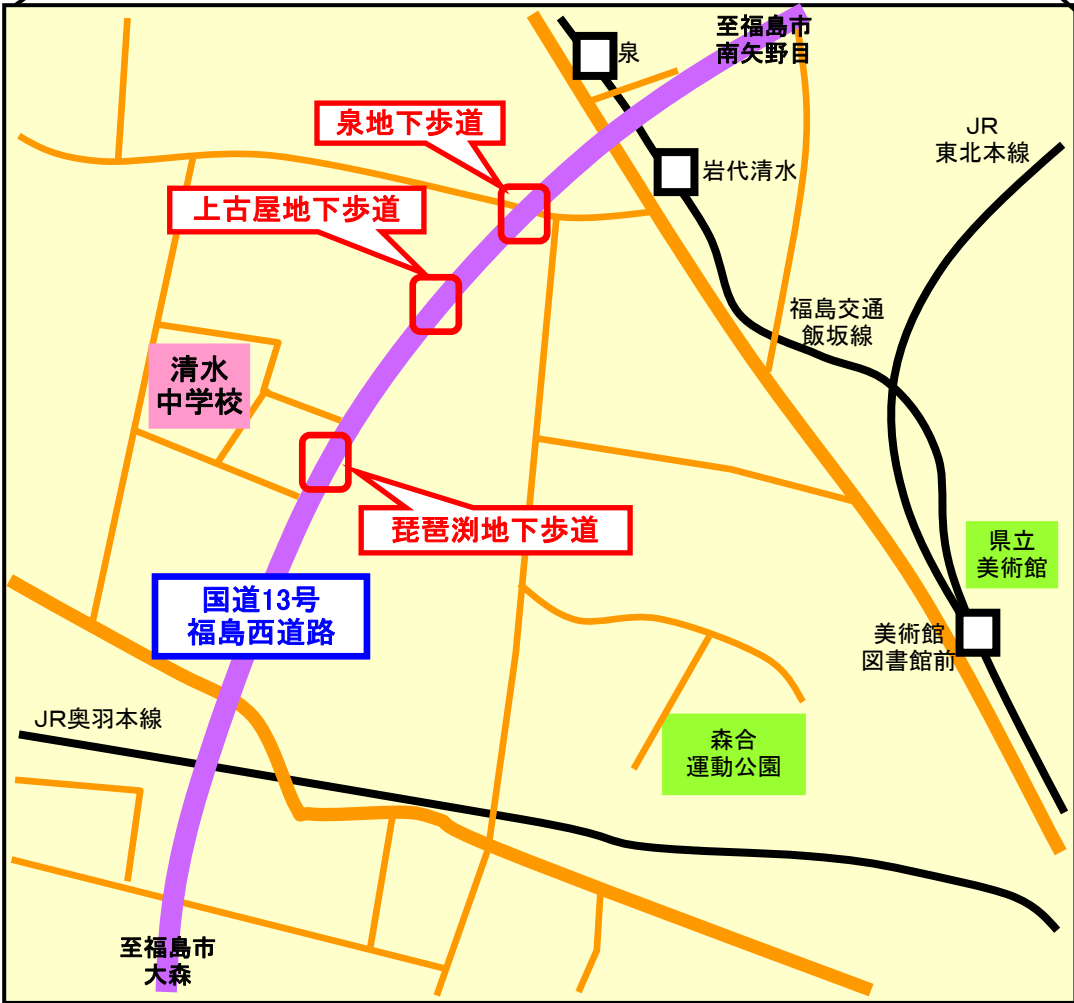 至福島市
南矢野目
泉
泉地下歩道
JR
東北本線
岩代清水
上古屋地下歩道
福島交通
飯坂線
清水
中学校
琵琶渕地下歩道
県立
美術館
国道13号
福島西道路
美術館
図書館前
JR奥羽本線
森合
運動公園
至福島市
大森